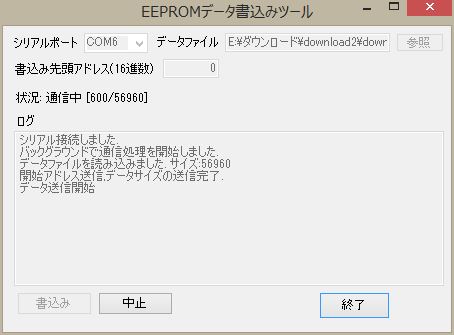 EEPROMデータ書込みツール
シリアルポート COM6 データファイル E:¥ダウンロード¥download2¥dowr 参照
書込み先頭アドレス(16進数) 0
状況: 通信中 [600/56960]
ログ
シリアル接続しました.
バックグラウンドで通信処理を開始しました.
データファイルを読み込みました. サイズ:56960
開始アドレス送信,データサイズの送信完了.
データ送信開始
書込み 中止 終了